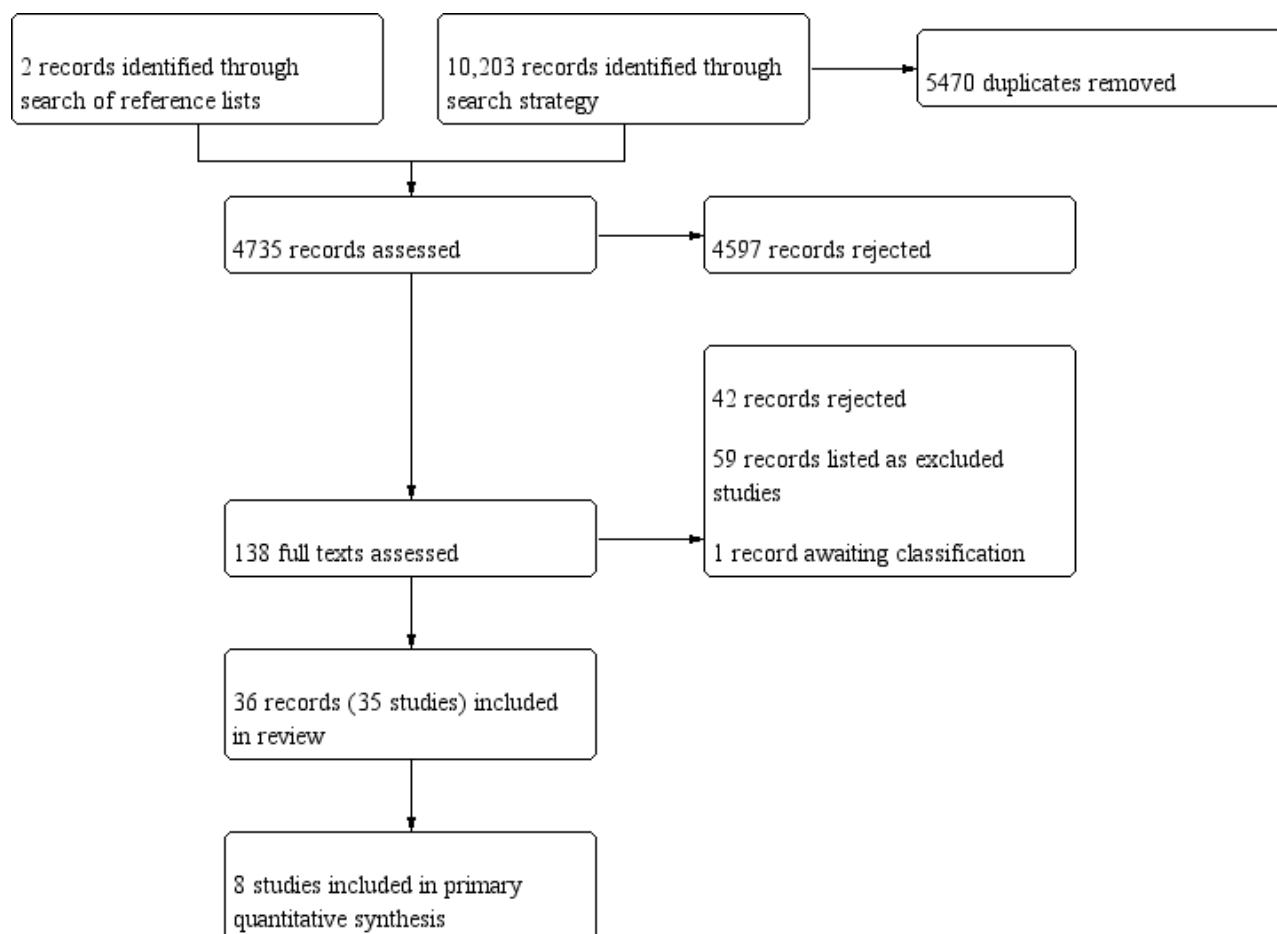 2 records identified through
search of reference lists
10,203 records identified through
search strategy
5470 duplicates removed
4735 records assessed
4597 records rejected
42 records rejected
59 records listed as excluded
studies
1 record awaiting classification
138 full texts assessed
36 records (35 studies) included
in review
8 studies included in primary
quantitative synthesis